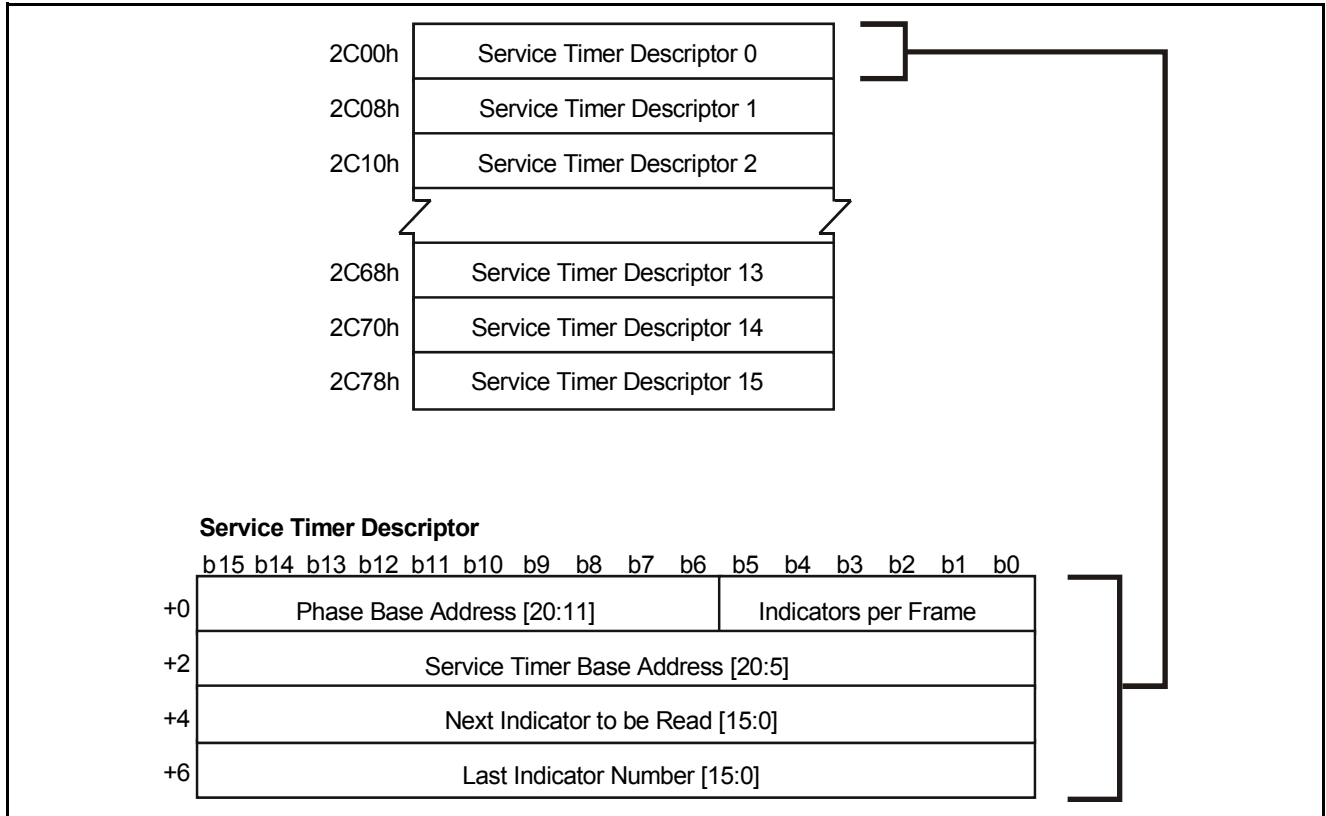 2C00h Service Timer Descriptor 0
2C08h Service Timer Descriptor 1
2C10h Service Timer Descriptor 2
2C68h Service Timer Descriptor 13
2C70h Service Timer Descriptor 14
2C78h Service Timer Descriptor 15
Service Timer Descriptor
b15 b14 b13 b12 b11 b10 b9 b8 b7 b6 b5 b4 b3 b2 b1 b0
+0 Phase Base Address [20:11] Indicators per Frame
+2 Service Timer Base Address [20:5]
+4 Next Indicator to be Read [15:0]
+6 Last Indicator Number [15:0]